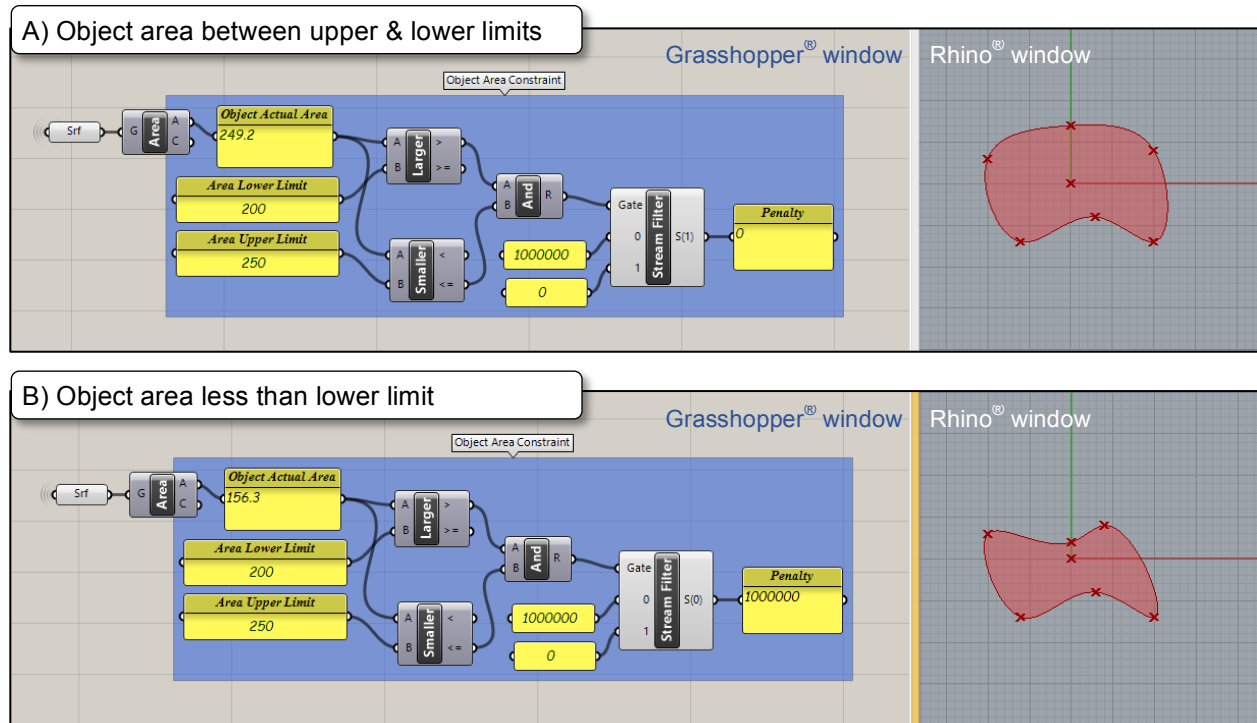 A) Object area between upper & lower limits
Grasshopper® window
Rhino® window
Object Area Constraint
Srf
G
Area
A
C
Object Actual Area
249.2
Area Lower Limit
200
Area Upper Limit
250
A
B
Larger
>
>=
A
B
Smaller
<
<=
A
B
And
R
1000000
0
Gate
0
1
Stream Filter
S(1)
Penalty
0
B) Object area less than lower limit
Grasshopper® window
Rhino® window
Object Area Constraint
Srf
G
Area
A
C
Object Actual Area
156.3
Area Lower Limit
200
Area Upper Limit
250
A
B
Larger
>
>=
A
B
Smaller
<
<=
A
B
And
R
1000000
0
Gate
0
1
Stream Filter
S(0)
Penalty
1000000